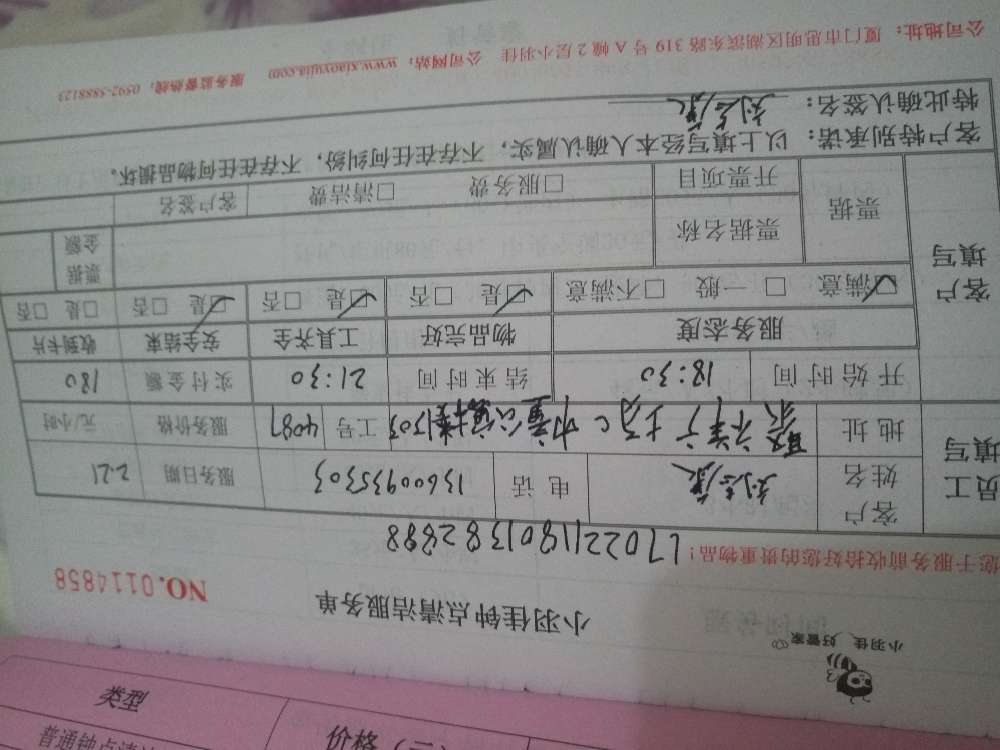 小羽佳 好管家
小羽佳钟点清洁服务单
NO.0114858
您于服务前收拾好您的贵重物品！
L7022118013828888
员工填写
客户姓名
电话 13600935303 服务日期 2.21
地址 工号 4087 服务价格 元/小时
开始时间 18:30 结束时间 21:30 实付金额 180
客户填写
服务态度 物品完好 工具齐全 安全结束 收到卡片
☑满意 □一般 □不满意 ☑是 □否 ☑是 □否 ☑是 □否 □是 □否
票据 票据名称 票据金额
开票项目 □服务费 □清洁费 客户签名
客户特别承诺：以上填写经本人确认属实，不存在任何纠纷，不存在任何物品损坏。
特此确认签名：
公司地址：厦门市思明区湖滨东路319号A幢2层小羽佳 公司网站：www.xiaoyujia.com 服务监督热线：0592-5888123
类型
价格
普通钟点清